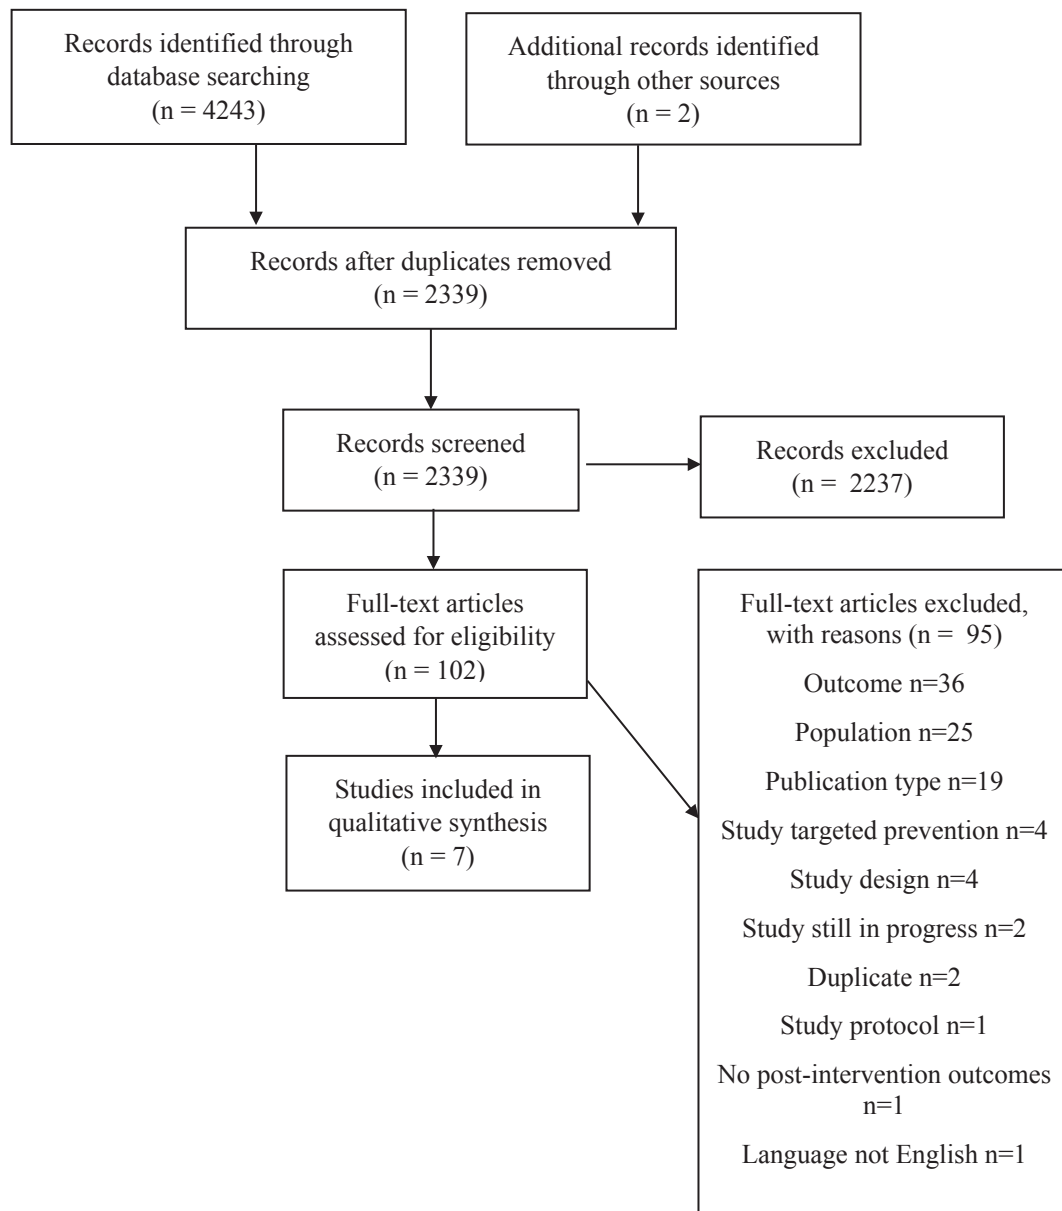 Records identified through
database searching
(n = 4243)
Additional records identified
through other sources
(n = 2)
Records after duplicates removed
(n = 2339)
Records screened
(n = 2339)
Records excluded
(n = 2237)
Full-text articles
assessed for eligibility
(n = 102)
Full-text articles excluded,
with reasons (n = 95)
Outcome n=36
Population n=25
Publication type n=19
Study targeted prevention n=4
Study design n=4
Study still in progress n=2
Duplicate n=2
Study protocol n=1
No post-intervention outcomes
n=1
Language not English n=1
Studies included in
qualitative synthesis
(n = 7)